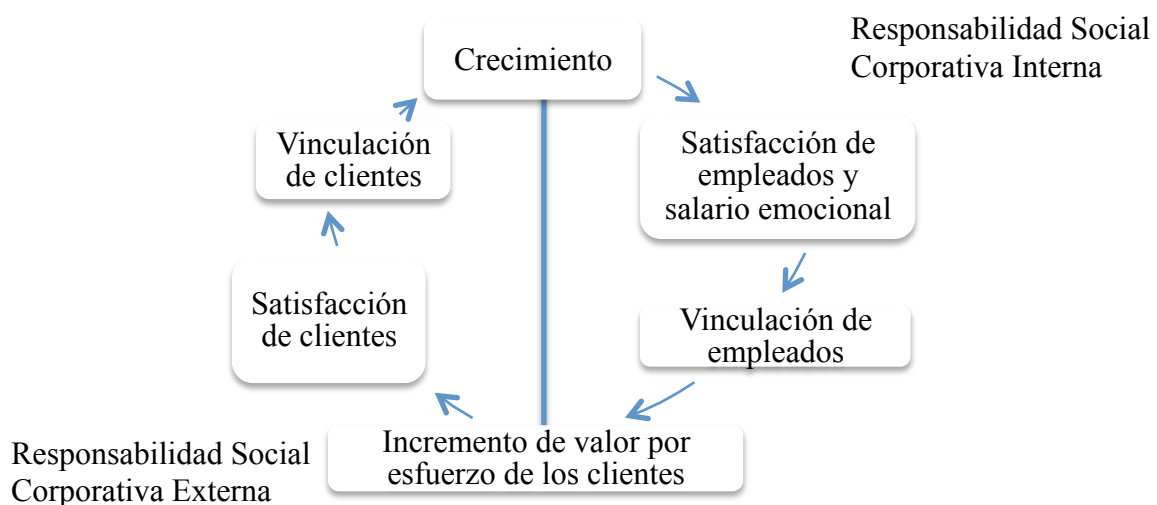 Responsabilidad Social
Corporativa Interna
Crecimiento
Satisfacción de
empleados y
salario emocional
Vinculación de
empleados
Incremento de valor por
esfuerzo de los clientes
Responsabilidad Social
Corporativa Externa
Satisfacción
de clientes
Vinculación
de clientes